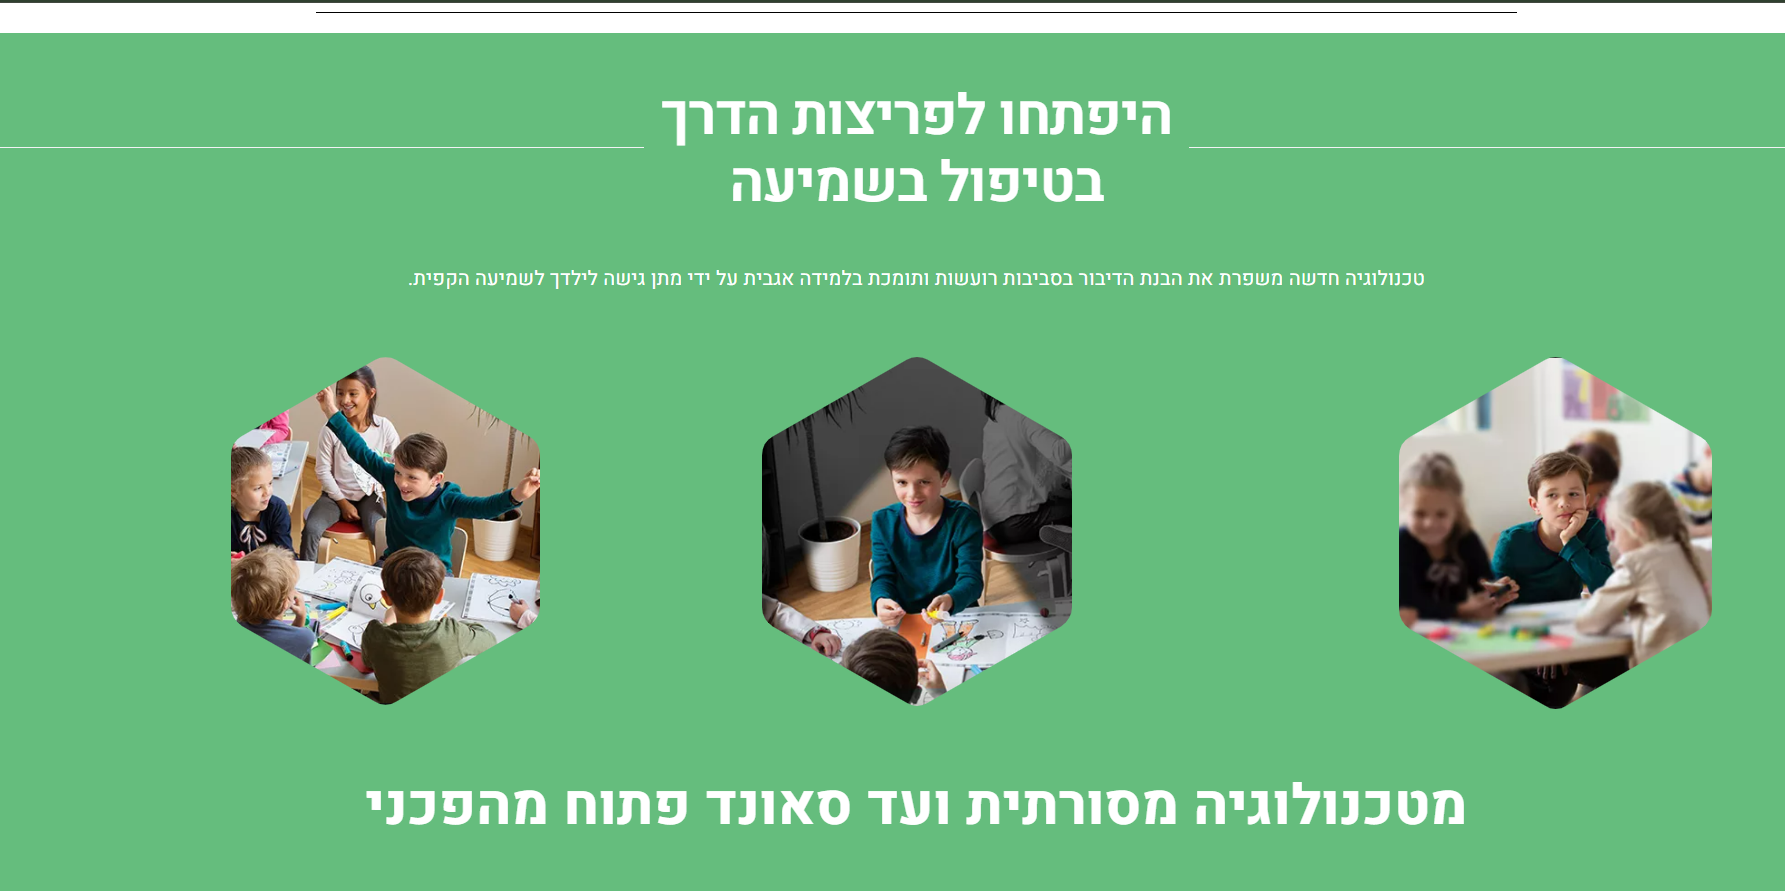 היפתחו לפריצות הדרך
בטיפול בשמיעה
טכנולוגיה חדשה משפרת את הבנת הדיבור בסביבות רועשות ותומכת בלמידה אגבית על ידי מתן גישה לילדך לשמיעה הקפית.
מטכנולוגיה מסורתית ועד סאונד פתוח מהפכני